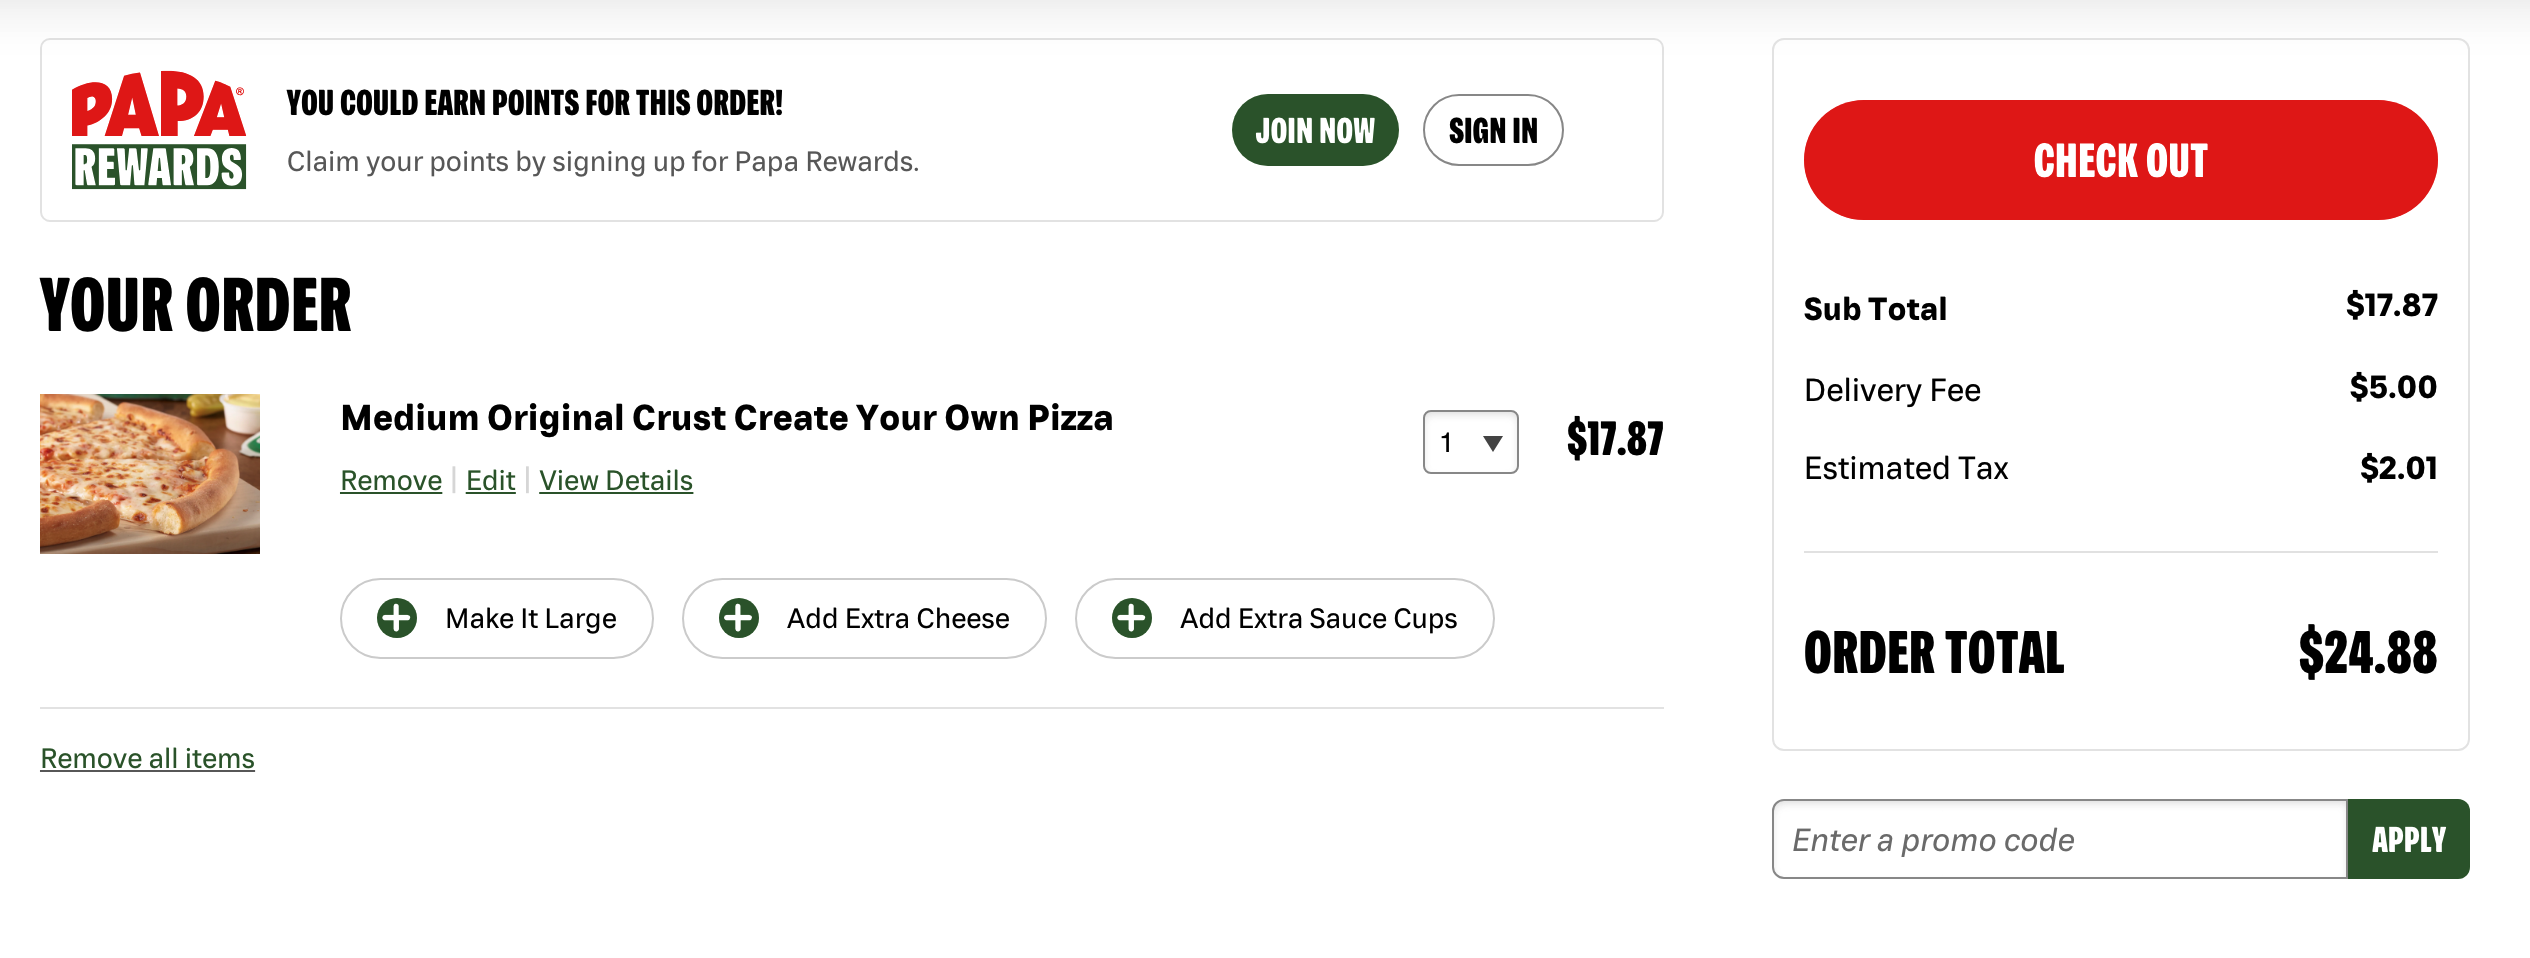 PAPA®
REWARDS
YOU COULD EARN POINTS FOR THIS ORDER!
Claim your points by signing up for Papa Rewards.
JOIN NOW
SIGN IN
YOUR ORDER
Medium Original Crust Create Your Own Pizza
Remove | Edit | View Details
1
$17.87
Make It Large
Add Extra Cheese
Add Extra Sauce Cups
Remove all items
CHECK OUT
Sub Total $17.87
Delivery Fee $5.00
Estimated Tax $2.01
ORDER TOTAL $24.88
Enter a promo code
APPLY